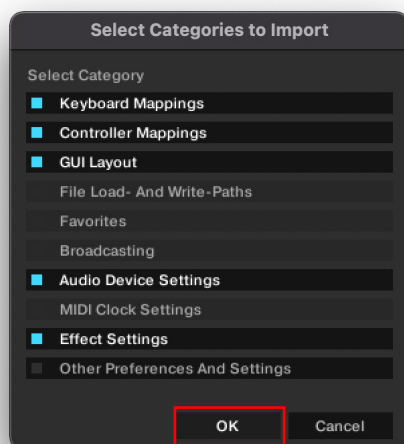 Select Categories to Import
Select Category
Keyboard Mappings
Controller Mappings
GUI Layout
File Load- And Write-Paths
Favorites
Broadcasting
Audio Device Settings
MIDI Clock Settings
Effect Settings
Other Preferences And Settings
OK Cancel